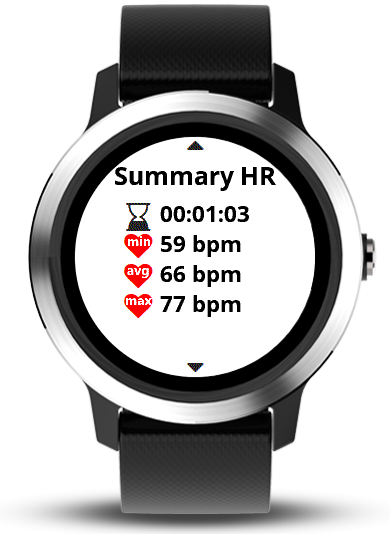 Summary HR
00:01:03
min 59 bpm
avg 66 bpm
max 77 bpm